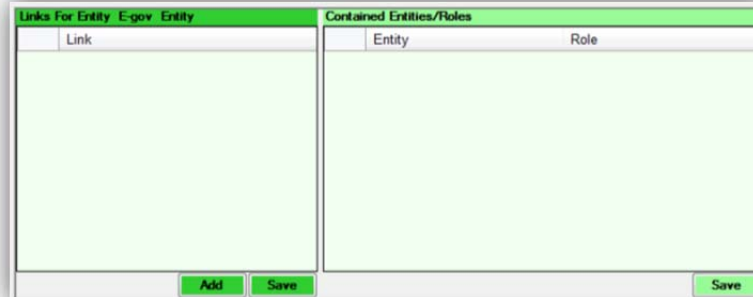 Links For Entity E-gov Entity
Link
Add Save
Contained Entities/Roles
Entity Role
Save